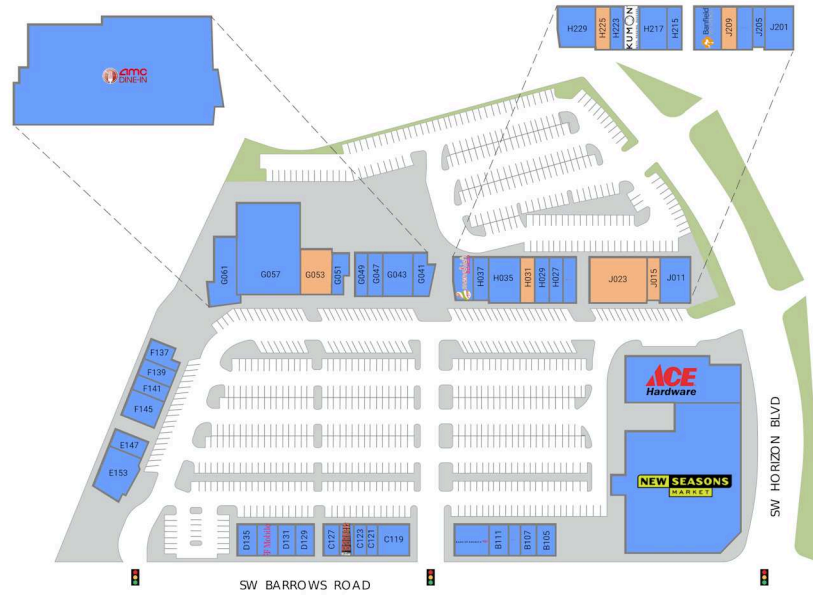 H229
H225
H223
KUMON
H217
H215
Banfield
J209
J205
J201
amc
DINE-IN
G061
G057
G053
G051
G049
G047
G043
G041
H037
H035
H031
H029
H027
J023
J015
J011
F137
F139
F141
F145
E147
E153
ACE
Hardware
NEW SEASONS
MARKET
SW HORIZON BLVD
D135
T Mobile
D131
D129
C127
C123
C121
C119
B111
B107
B105
SW BARROWS ROAD